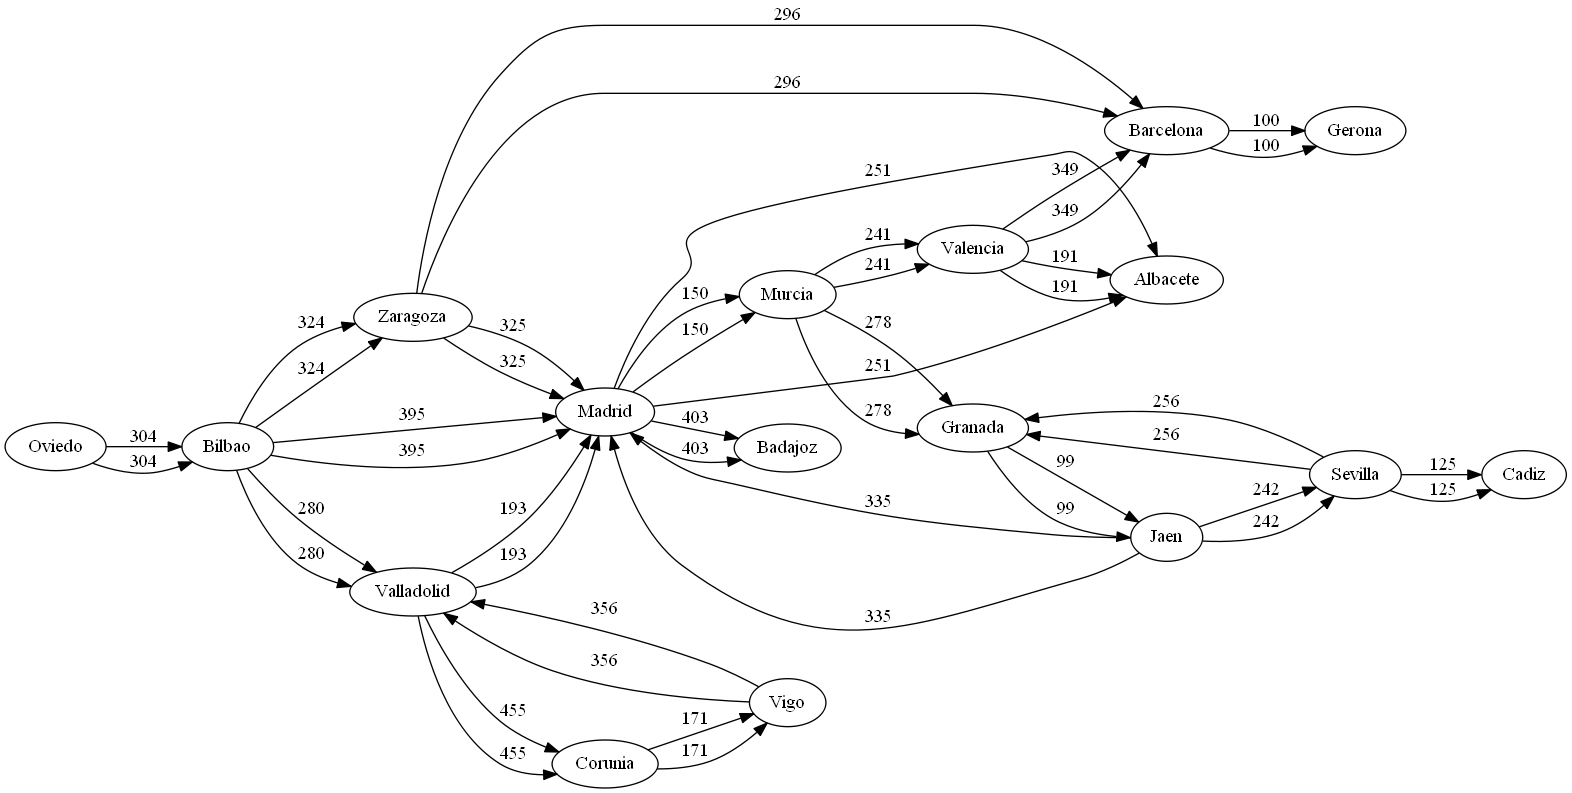 296
296
Barcelona
100
Gerona
100
251
349
349
241
Valencia
191
Albacete
191
241
Murcia
150
150
278
324
Zaragoza
325
324
325
251
278
Madrid
403
Badajoz
403
256
Granada
256
395
395
Oviedo
304
Bilbao
304
99
99
125
Sevilla
Cadiz
125
242
242
Jaen
335
280
193
280
193
Valladolid
335
356
356
455
171
Vigo
455
171
Corunia